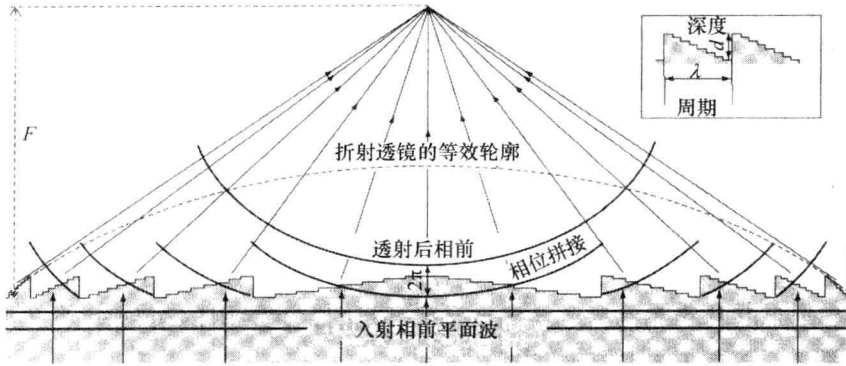 深度
d
λ
周期
F
折射透镜的等效轮廓
透射后相前
相位拼接
2π
入射相前平面波